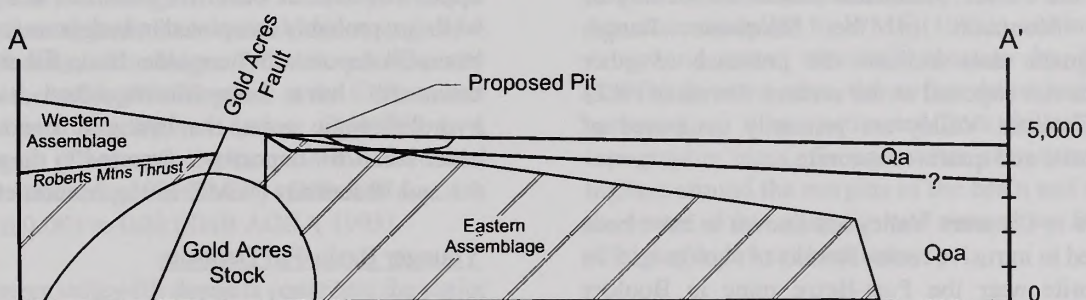 A
A'
Gold Acres
Fault
Proposed Pit
Western
Assemblage
5,000
Qa
Roberts Mtns Thrust
?
Eastern
Assemblage
Gold Acres
Stock
Qoa
0